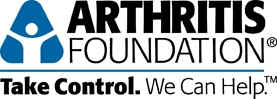 ARTHRITIS
FOUNDATION®
Take Control. We Can Help.™